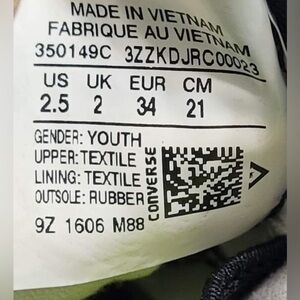 MADE IN VIETNAM
FABRIQUE AU VIETNAM
350149C 3ZZKDJRC00023
US UK EUR CM
2.5 2 34 21
GENDER: YOUTH
UPPER: TEXTILE
LINING: TEXTILE
OUTSOLE: RUBBER
CONVERSE
9Z 1606 M88